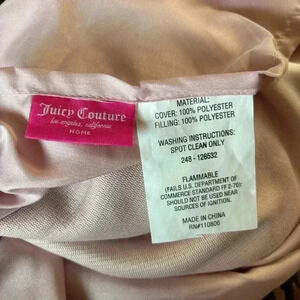 Juicy Couture
los angeles, california
HOME
MATERIAL:
COVER: 100% POLYESTER
FILLING: 100% POLYESTER
WASHING INSTRUCTIONS:
SPOT CLEAN ONLY
248 - 126532
FLAMMABLE
(FAILS U.S. DEPARTMENT OF
COMMERCE STANDARD FF 2-70):
SHOULD NOT BE USED NEAR
SOURCES OF IGNITION.
MADE IN CHINA
RN#110806